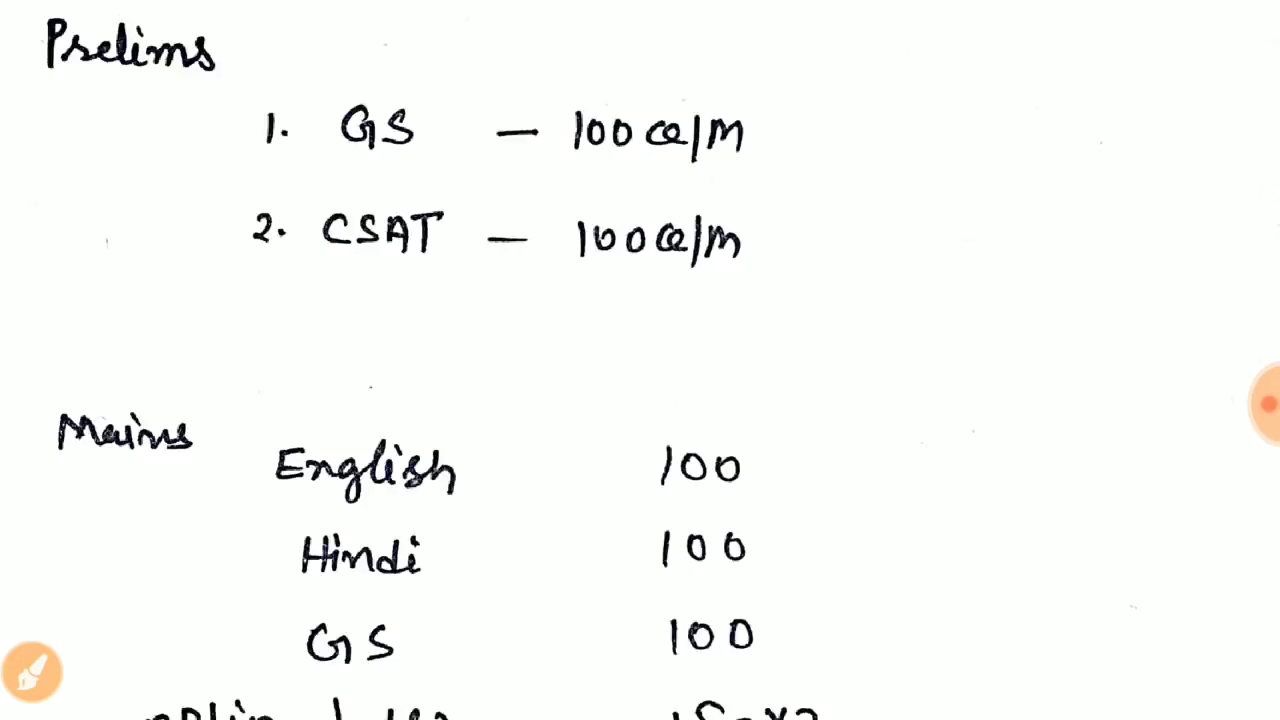 Prelims
1. GS - 100 Q/M
2. CSAT - 100 Q/M
Mains
English 100
Hindi 100
GS 100